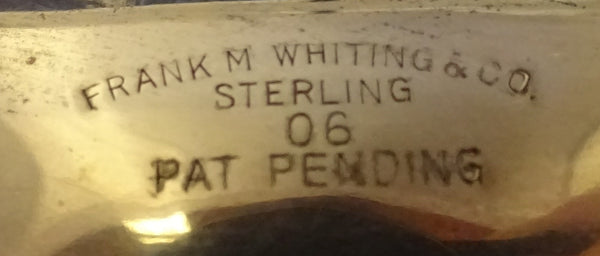 FRANK M WHITING & CO.
STERLING
06
PAT PENDING